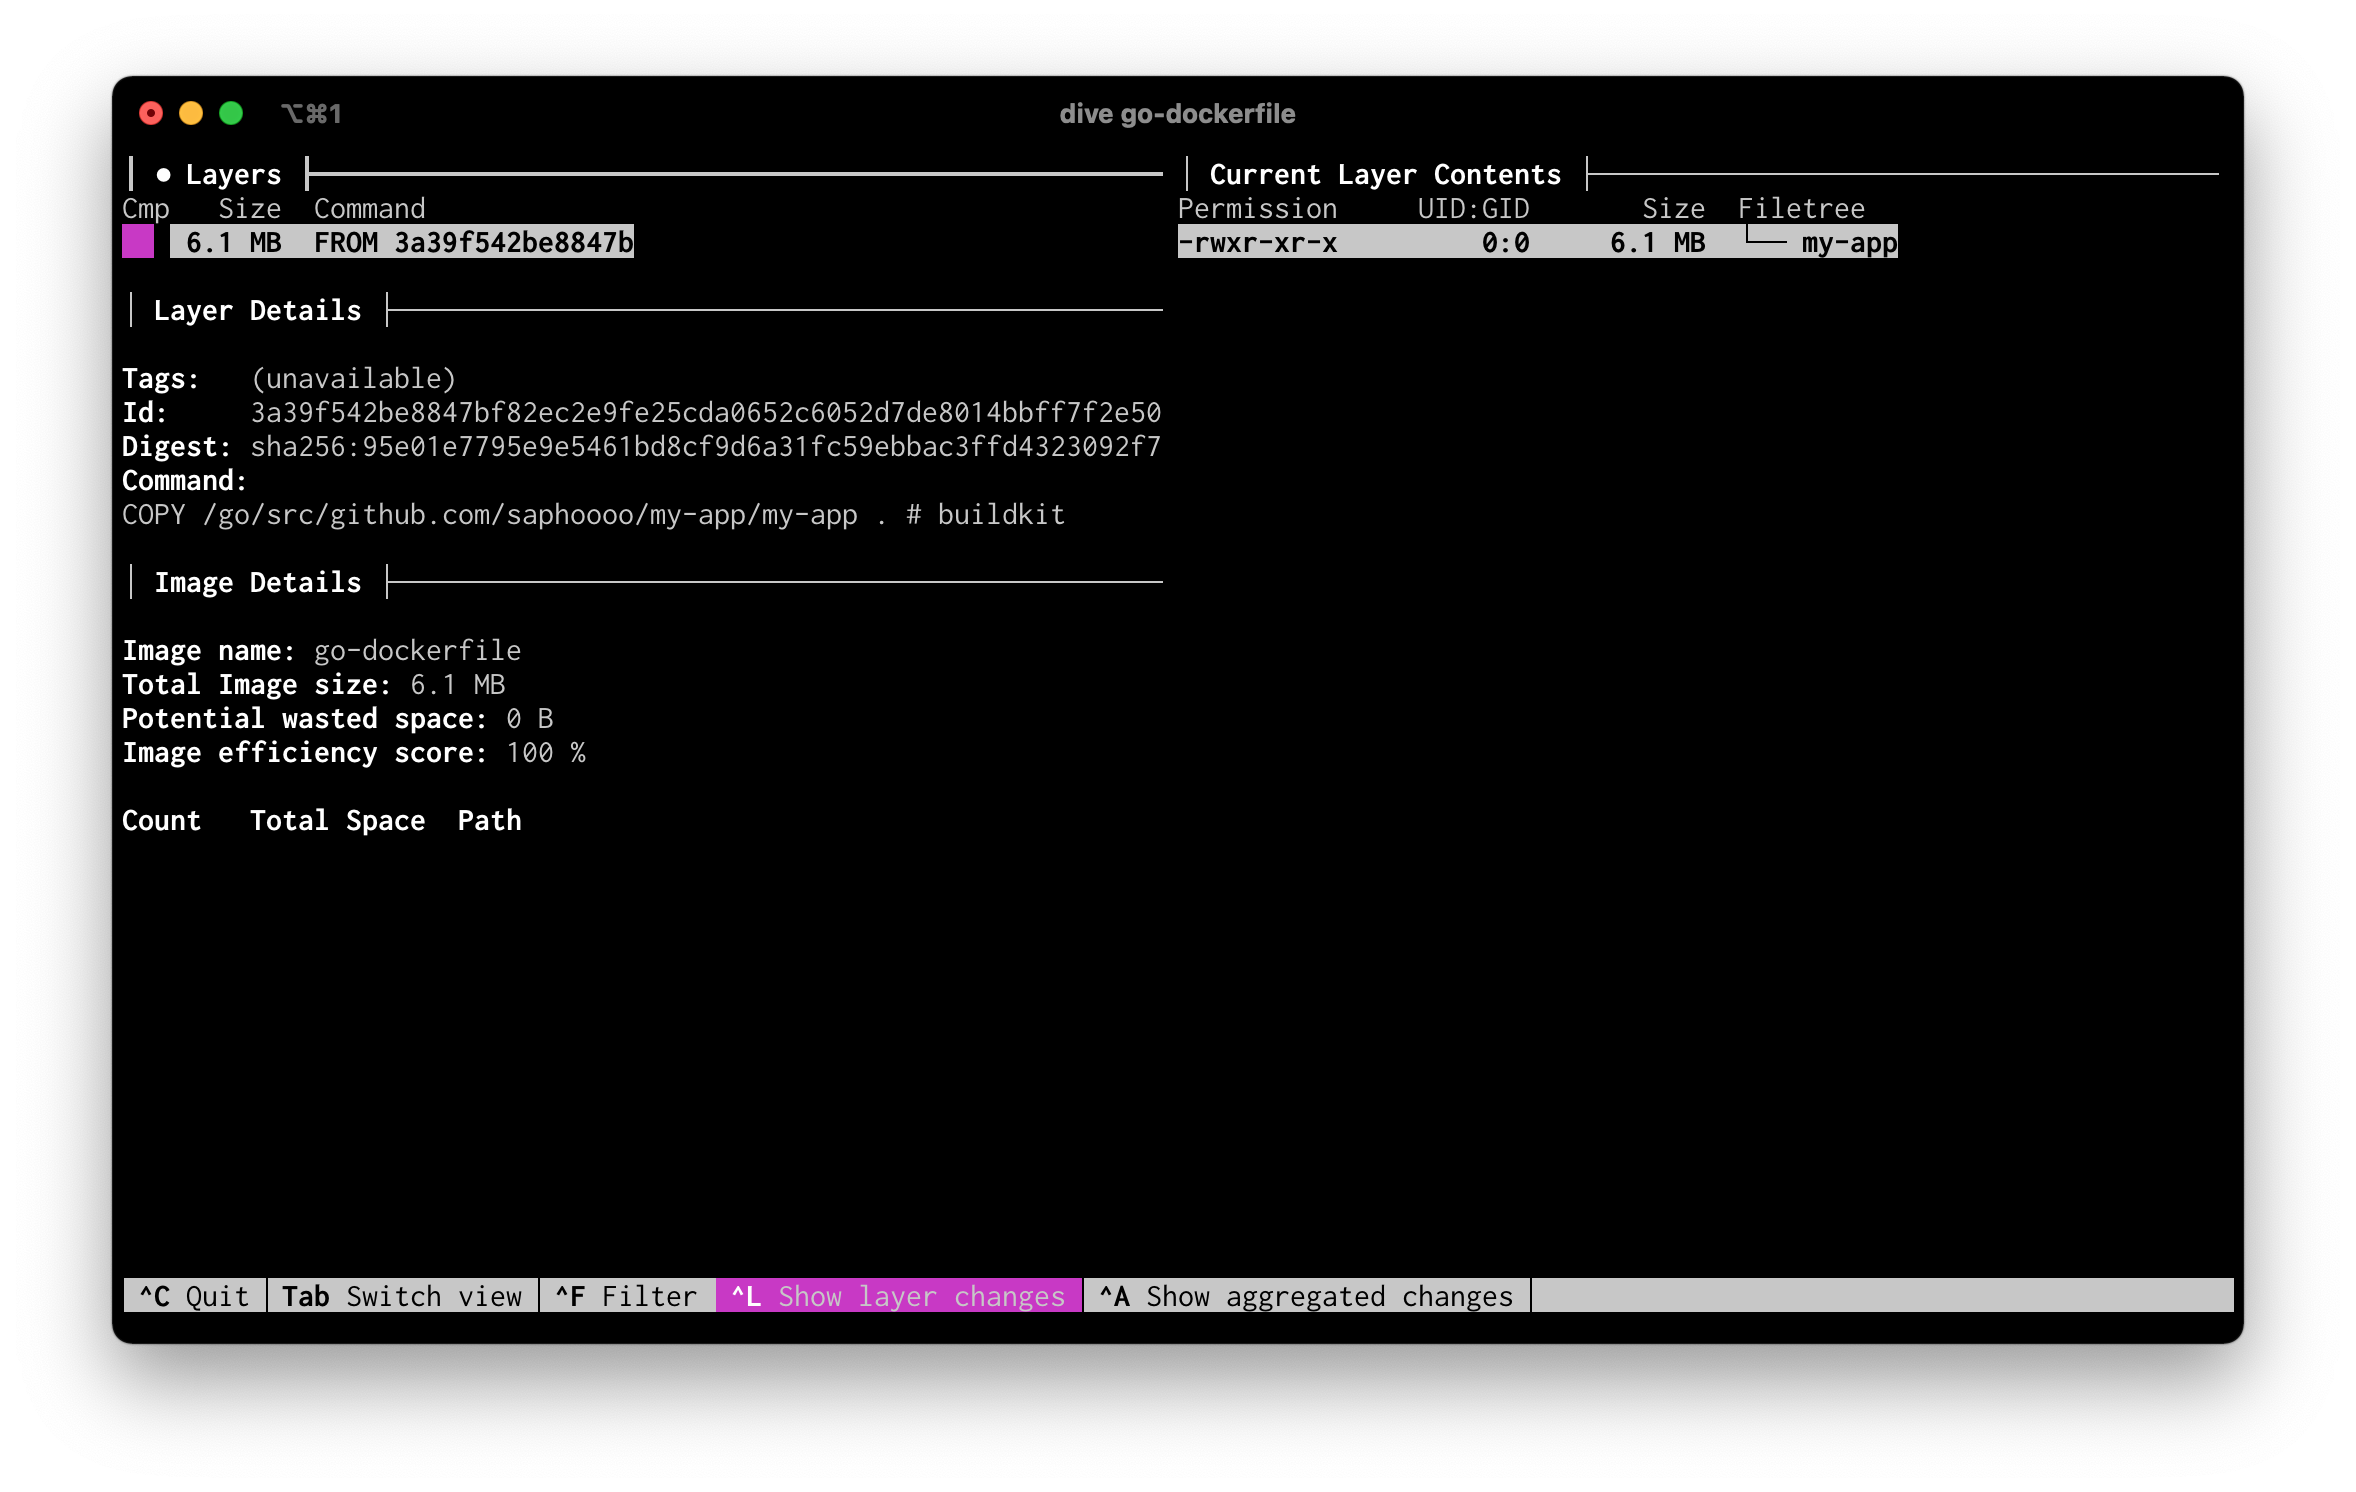 ⌥⌘1
dive go-dockerfile
● Layers
Cmp Size Command
6.1 MB FROM 3a39f542be8847b
Layer Details
Tags: (unavailable)
Id: 3a39f542be8847bf82ec2e9fe25cda0652c6052d7de8014bbff7f2e50
Digest: sha256:95e01e7795e9e5461bd8cf9d6a31fc59ebbac3ffd4323092f7
Command:
COPY /go/src/github.com/saphoooo/my-app/my-app . # buildkit
Image Details
Image name: go-dockerfile
Total Image size: 6.1 MB
Potential wasted space: 0 B
Image efficiency score: 100 %
Count Total Space Path
Current Layer Contents
Permission UID:GID Size Filetree
-rwxr-xr-x 0:0 6.1 MB └── my-app
^C Quit Tab Switch view ^F Filter ^L Show layer changes ^A Show aggregated changes